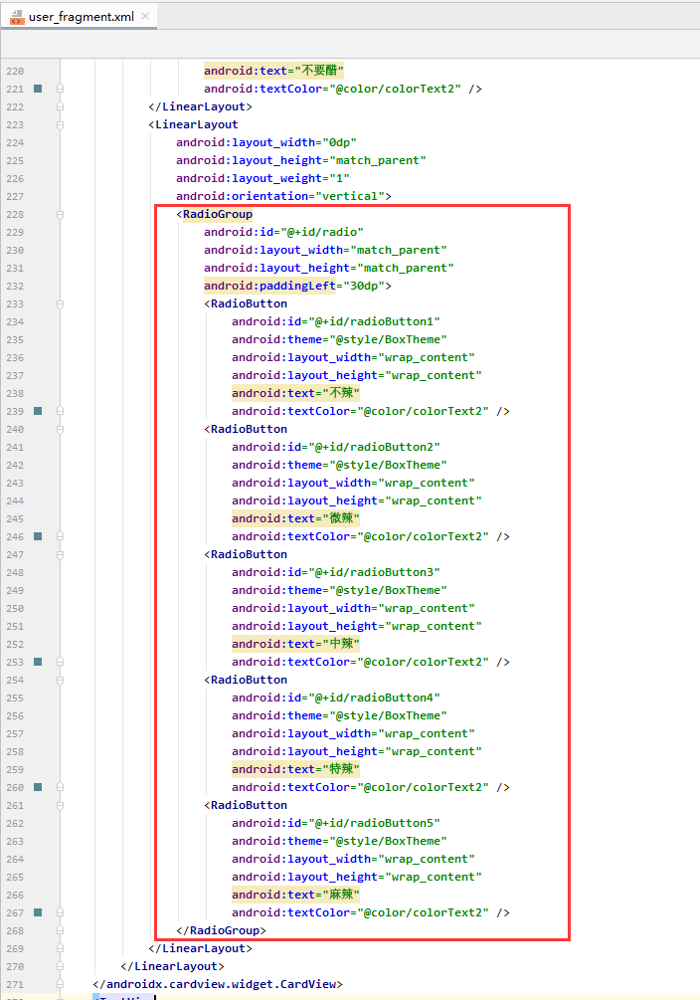 user_fragment.xml
220 android:text="不要醋"
221 android:textColor="@color/colorText2" />
222 </LinearLayout>
223 <LinearLayout
224 android:layout_width="0dp"
225 android:layout_height="match_parent"
226 android:layout_weight="1"
227 android:orientation="vertical">
228 <RadioGroup
229 android:id="@+id/radio"
230 android:layout_width="match_parent"
231 android:layout_height="match_parent"
232 android:paddingLeft="30dp">
233 <RadioButton
234 android:id="@+id/radioButton1"
235 android:theme="@style/BoxTheme"
236 android:layout_width="wrap_content"
237 android:layout_height="wrap_content"
238 android:text="不辣"
239 android:textColor="@color/colorText2" />
240 <RadioButton
241 android:id="@+id/radioButton2"
242 android:theme="@style/BoxTheme"
243 android:layout_width="wrap_content"
244 android:layout_height="wrap_content"
245 android:text="微辣"
246 android:textColor="@color/colorText2" />
247 <RadioButton
248 android:id="@+id/radioButton3"
249 android:theme="@style/BoxTheme"
250 android:layout_width="wrap_content"
251 android:layout_height="wrap_content"
252 android:text="中辣"
253 android:textColor="@color/colorText2" />
254 <RadioButton
255 android:id="@+id/radioButton4"
256 android:theme="@style/BoxTheme"
257 android:layout_width="wrap_content"
258 android:layout_height="wrap_content"
259 android:text="特辣"
260 android:textColor="@color/colorText2" />
261 <RadioButton
262 android:id="@+id/radioButton5"
263 android:theme="@style/BoxTheme"
264 android:layout_width="wrap_content"
265 android:layout_height="wrap_content"
266 android:text="麻辣"
267 android:textColor="@color/colorText2" />
268 </RadioGroup>
269 </LinearLayout>
270 </LinearLayout>
271 </androidx.cardview.widget.CardView>